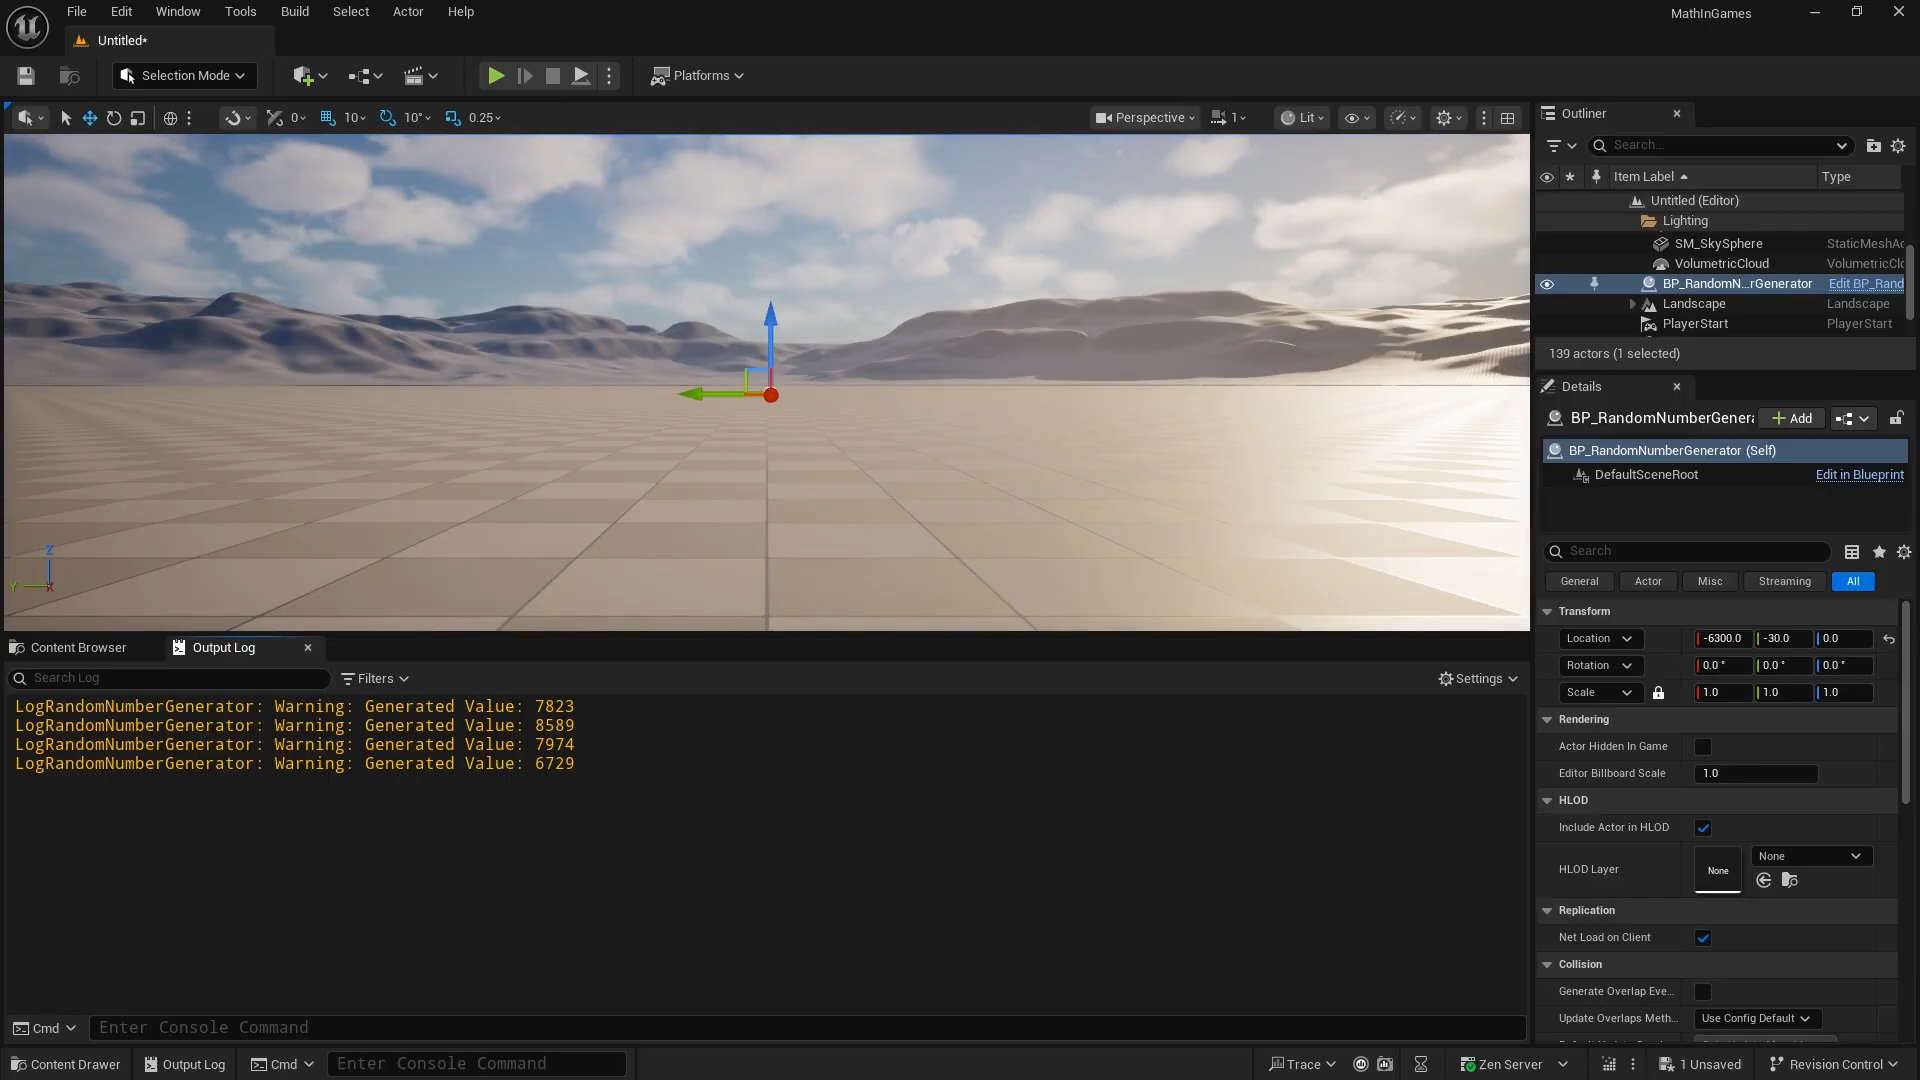 File Edit Window Tools Build Select Actor Help
MathInGames
Untitled*
Selection Mode
Platforms
0 10 10° 0.25
Perspective 1 Lit
Outliner
Search...
Item Label Type
Untitled (Editor)
Lighting
SM_SkySphere StaticMeshAc
VolumetricCloud VolumetricClc
BP_RandomN...rGenerator Edit BP_Rand
Landscape Landscape
PlayerStart PlayerStart
139 actors (1 selected)
Details
BP_RandomNumberGenera Add
BP_RandomNumberGenerator (Self)
DefaultSceneRoot Edit in Blueprint
Search
General Actor Misc Streaming All
Transform
Location -6300.0 -30.0 0.0
Rotation 0.0 ° 0.0 ° 0.0 °
Scale 1.0 1.0 1.0
Rendering
Actor Hidden In Game
Editor Billboard Scale 1.0
HLOD
Include Actor in HLOD
HLOD Layer None None
Replication
Net Load on Client
Collision
Generate Overlap Eve...
Update Overlaps Meth... Use Config Default
Z
Y X
Content Browser Output Log
Search Log Filters Settings
LogRandomNumberGenerator: Warning: Generated Value: 7823
LogRandomNumberGenerator: Warning: Generated Value: 8589
LogRandomNumberGenerator: Warning: Generated Value: 7974
LogRandomNumberGenerator: Warning: Generated Value: 6729
Cmd Enter Console Command
Content Drawer Output Log Cmd Enter Console Command Trace Zen Server 1 Unsaved Revision Control